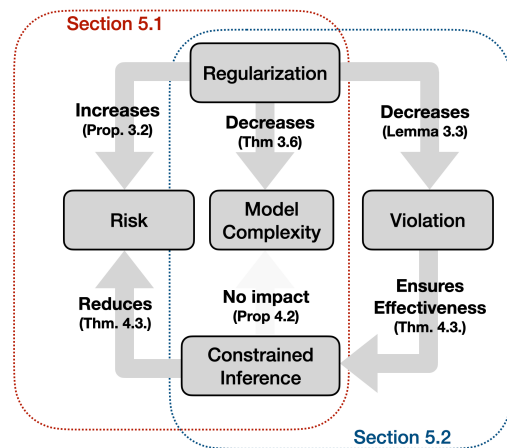 Section 5.1
Regularization
Increases
(Prop. 3.2)
Decreases
(Thm 3.6)
Decreases
(Lemma 3.3)
Risk
Model
Complexity
Violation
Reduces
(Thm. 4.3.)
No impact
(Prop 4.2)
Ensures
Effectiveness
(Thm. 4.3.)
Constrained
Inference
Section 5.2